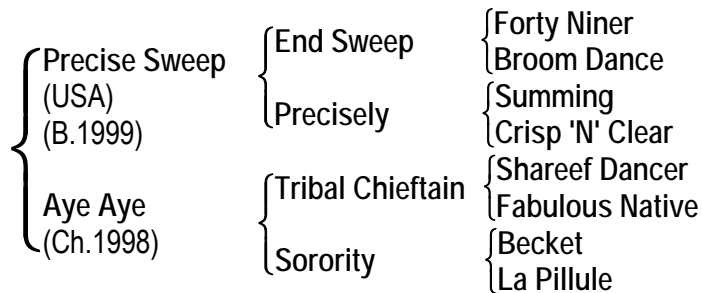 Precise Sweep
(USA)
(B.1999)
Aye Aye
(Ch.1998)
End Sweep
Precisely
Tribal Chieftain
Sorority
Forty Niner
Broom Dance
Summing
Crisp 'N' Clear
Shareef Dancer
Fabulous Native
Becket
La Pillule